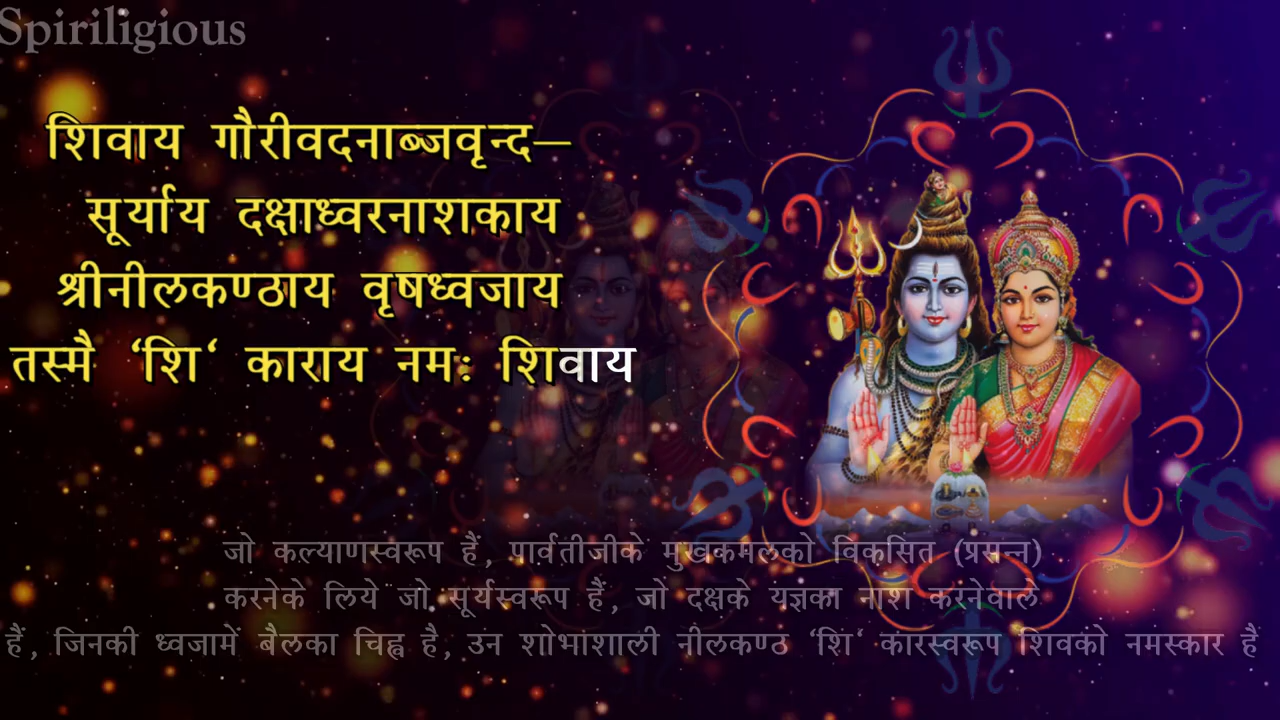 Spiriligious
शिवाय गौरीवदनाब्जवृन्द–
सूर्याय दक्षाध्वरनाशकाय
श्रीनीलकण्ठाय वृषध्वजाय
तस्मै ‘शि‘ काराय नमः शिवाय
जो कल्याणस्वरूप हैं, पार्वतीजीके मुखकमलको विकसित (प्रसन्न)
करनेके लिये जो सूर्यस्वरूप हैं, जो दक्षके यज्ञका नाश करनेवाले
हैं, जिनकी ध्वजामें बैलका चिह्न है, उन शोभाशाली नीलकण्ठ ‘शि‘ कारस्वरूप शिवको नमस्कार है